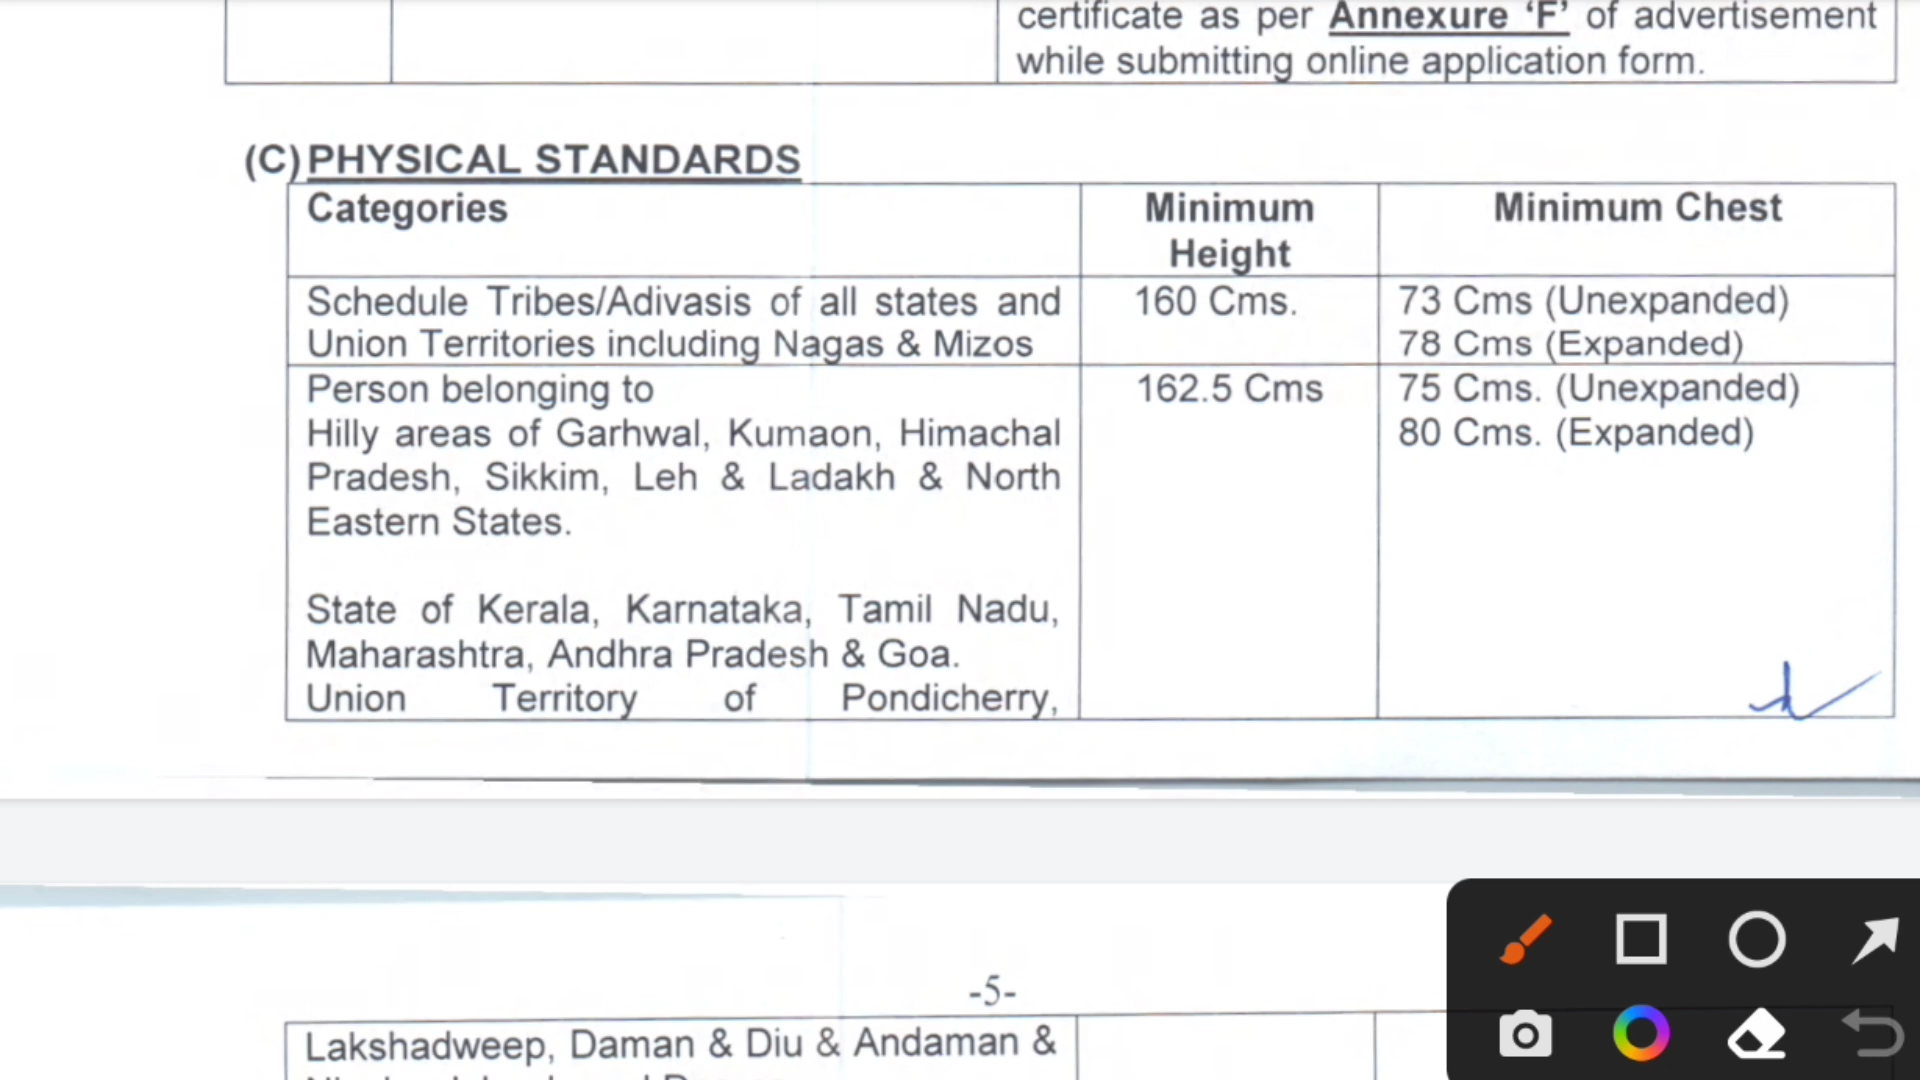 certificate as per Annexure ‘F’ of advertisement
while submitting online application form.
(C) PHYSICAL STANDARDS
Categories
Minimum
Height
Minimum Chest
Schedule Tribes/Adivasis of all states and
Union Territories including Nagas & Mizos
160 Cms.
73 Cms (Unexpanded)
78 Cms (Expanded)
Person belonging to
Hilly areas of Garhwal, Kumaon, Himachal
Pradesh, Sikkim, Leh & Ladakh & North
Eastern States.
State of Kerala, Karnataka, Tamil Nadu,
Maharashtra, Andhra Pradesh & Goa.
Union Territory of Pondicherry,
162.5 Cms
75 Cms. (Unexpanded)
80 Cms. (Expanded)
-5-
Lakshadweep, Daman & Diu & Andaman &